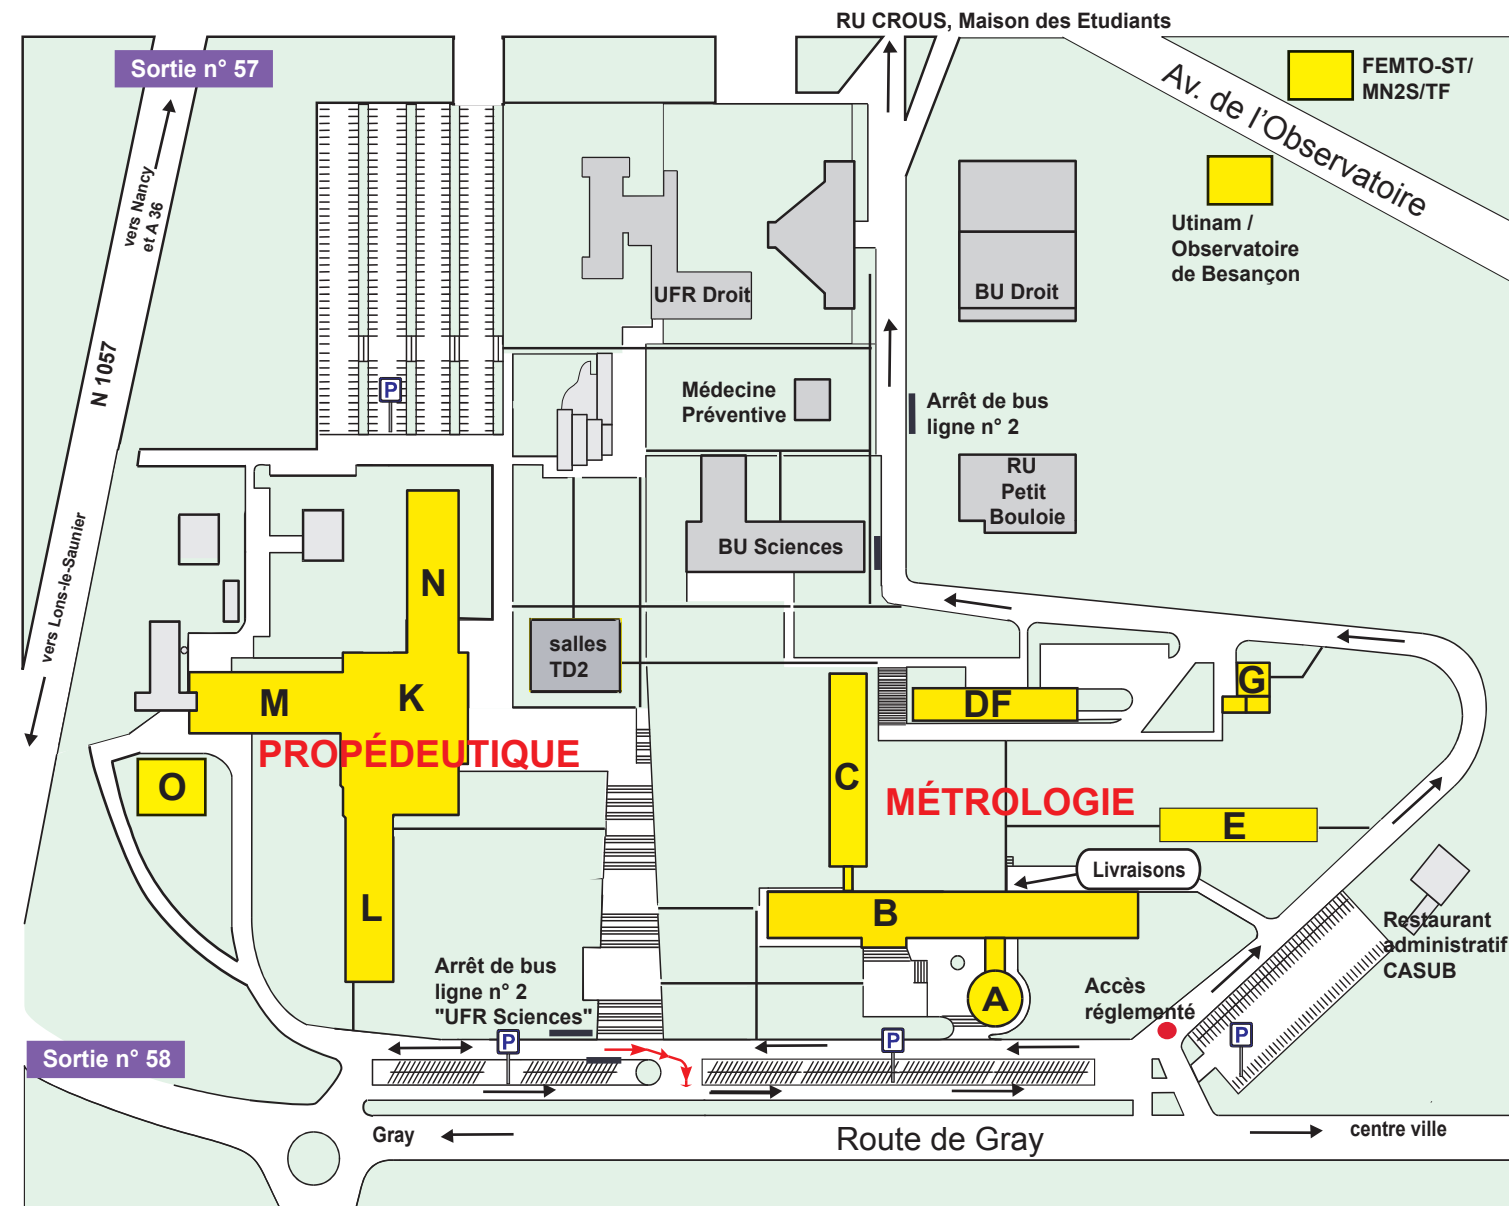 RU CROUS, Maison des Etudiants
Sortie n° 57
FEMTO-ST/
MN2S/TF
Av. de l'Observatoire
vers Nancy
et A 36
Utinam /
Observatoire
de Besançon
UFR Droit
BU Droit
N 1057
P
Médecine
Préventive
Arrêt de bus
ligne n° 2
RU
Petit
Bouloie
vers Lons-le-Saunier
BU Sciences
N
salles
TD2
M
K
G
DF
PROPÉDEUTIQUE
O
C
MÉTROLOGIE
E
Livraisons
L
B
Restaurant
administratif
CASUB
Arrêt de bus
ligne n° 2
"UFR Sciences"
A
Accès
réglementé
P
P
P
Sortie n° 58
Gray
Route de Gray
centre ville